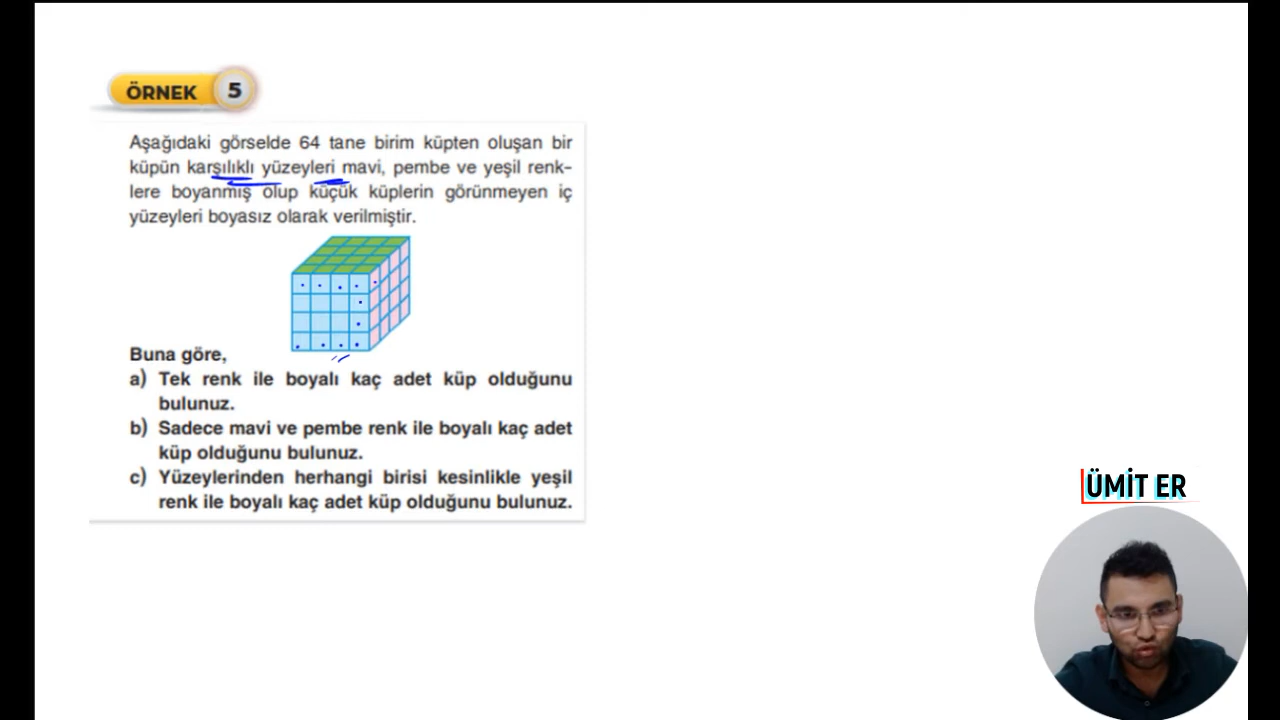 ÖRNEK 5
Aşağıdaki görselde 64 tane birim küpten oluşan bir
küpün karşılıklı yüzeyleri mavi, pembe ve yeşil renk-
lere boyanmış olup küçük küplerin görünmeyen iç
yüzeyleri boyasız olarak verilmiştir.
Buna göre,
a) Tek renk ile boyalı kaç adet küp olduğunu
bulunuz.
b) Sadece mavi ve pembe renk ile boyalı kaç adet
küp olduğunu bulunuz.
c) Yüzeylerinden herhangi birisi kesinlikle yeşil
renk ile boyalı kaç adet küp olduğunu bulunuz.
ÜMİT ER